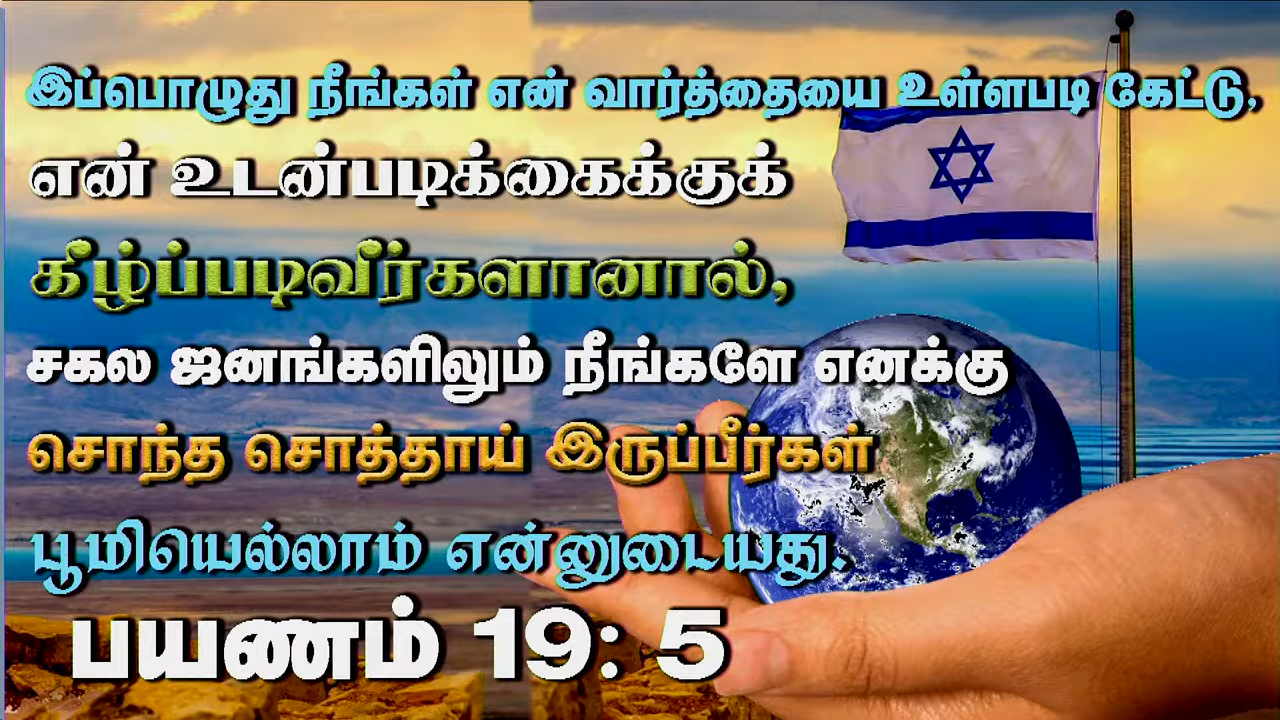 இப்பொழுது நீங்கள் என் வார்த்தையை உள்ளபடி கேட்டு,
என் உடன்படிக்கைக்குக்
கீழ்ப்படிவீர்களானால்,
சகல ஜனங்களிலும் நீங்களே எனக்கு
சொந்த சொத்தாய் இருப்பீர்கள்
பூமியெல்லாம் என்னுடையது.
பயணம் 19: 5